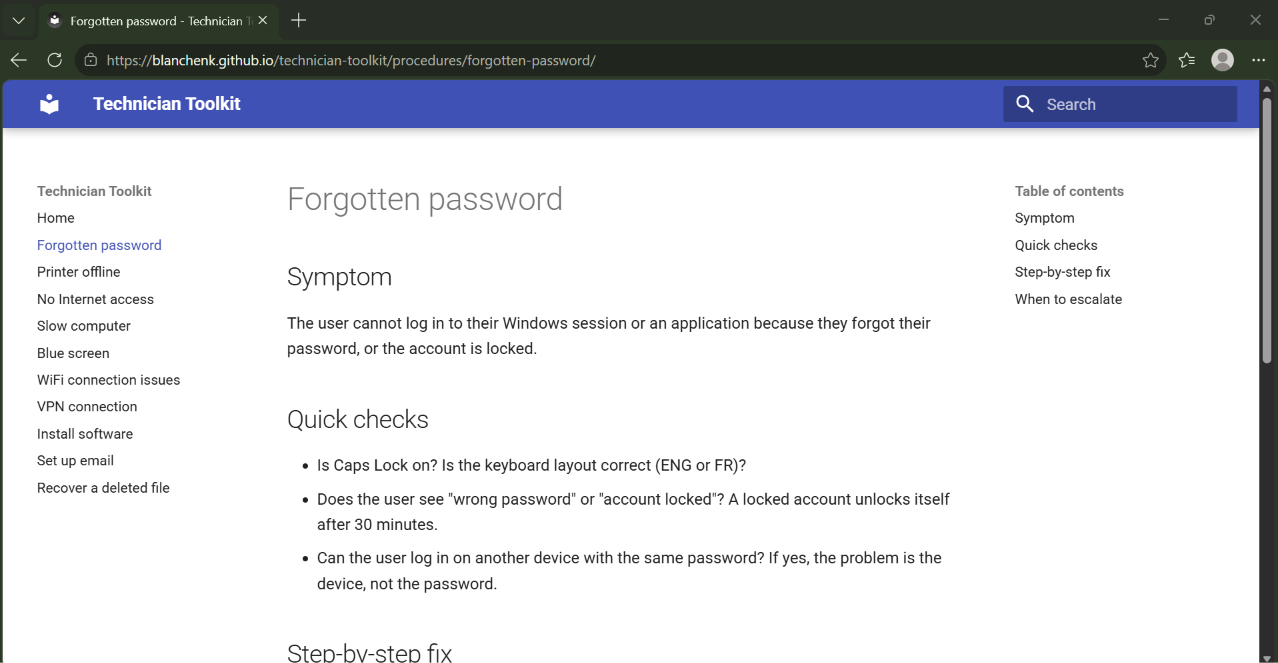 Forgotten password - Technician T
https://blanchenk.github.io/technician-toolkit/procedures/forgotten-password/
Technician Toolkit
Search
Technician Toolkit
Home
Forgotten password
Printer offline
No Internet access
Slow computer
Blue screen
WiFi connection issues
VPN connection
Install software
Set up email
Recover a deleted file
Forgotten password
Symptom
The user cannot log in to their Windows session or an application because they forgot their
password, or the account is locked.
Quick checks
• Is Caps Lock on? Is the keyboard layout correct (ENG or FR)?
• Does the user see "wrong password" or "account locked"? A locked account unlocks itself
after 30 minutes.
• Can the user log in on another device with the same password? If yes, the problem is the
device, not the password.
Step-by-step fix
Table of contents
Symptom
Quick checks
Step-by-step fix
When to escalate